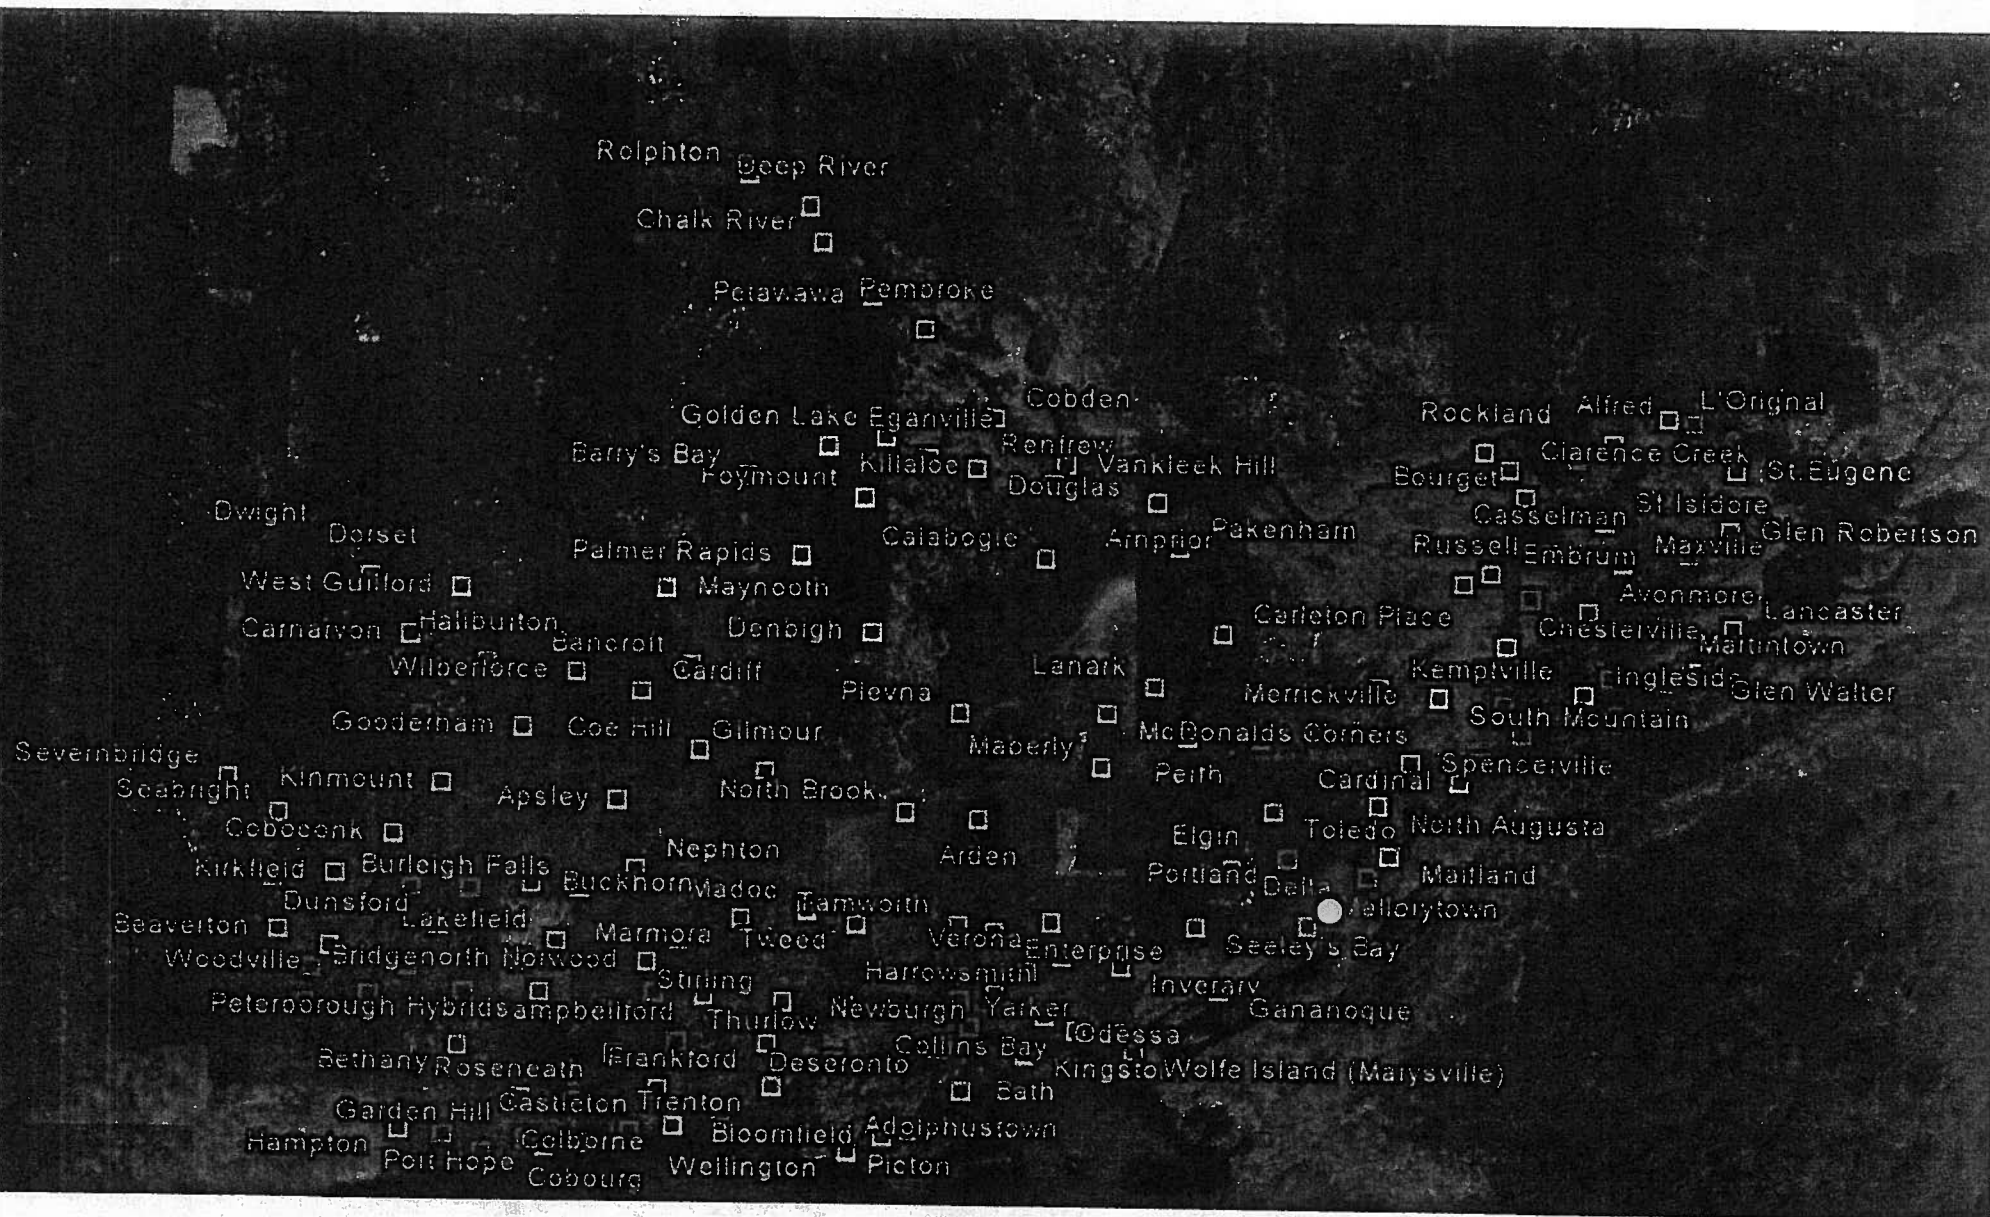 Rolphton
Deep River
Chalk River
Petawawa
Pembroke
Cobden
Golden Lake
Eganville
Rockland
Alfred
L'Orignal
Barry's Bay
Foymount
Killaloe
Renfrew
Douglas
Vankleek Hill
Bourget
Clarence Creek
St.Eugene
Dwight
Dorset
Palmer Rapids
Calabogie
Arnprior
Pakenham
Casselman
St Isidore
Russell
Embrum
Maxville
Glen Robertson
West Guilford
Maynooth
Carnarvon
Haliburton
Bancroft
Denbigh
Carleton Place
Avonmore
Lancaster
Chesterville
Martintown
Wilberforce
Cardiff
Lanark
Kemptville
Ingleside
Glen Walter
Plevna
Merrickville
South Mountain
Gooderham
Coe Hill
Gilmour
Maberly
McDonalds Corners
Severnbridge
Seabright
Kinmount
Apsley
North Brook
Perth
Cardinal
Spencerville
Coboconk
Nephton
Arden
Elgin
Toledo
North Augusta
Kirkfield
Burleigh Falls
Buckhorn
Madoc
Portland
Delta
Maitland
Dunsford
Lakefield
Tamworth
Mallorytown
Beaverton
Marmora
Tweed
Verona
Enterprise
Seeley's Bay
Woodville
Bridgenorth
Norwood
Stirling
Harrowsmith
Inverary
Peterborough Hybrids
Campbellford
Thurlow
Newburgh
Yarker
Gananoque
Odessa
Bethany
Roseneath
Frankford
Deseronto
Collins Bay
Kingsto
Wolfe Island (Marysville)
Garden Hill
Castleton
Trenton
Bath
Hampton
Port Hope
Colborne
Bloomfield
Adolphustown
Cobourg
Wellington
Picton